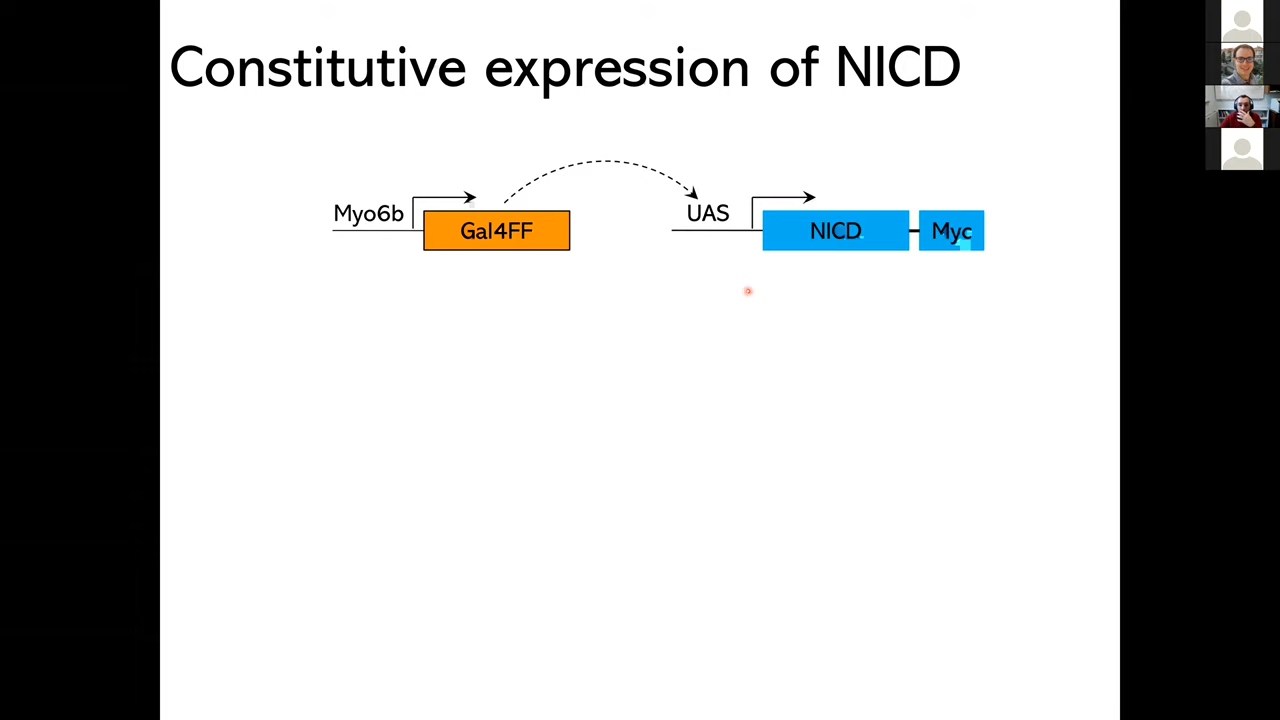 Constitutive expression of NICD
Myo6b
Gal4FF
UAS
NICD
Myc